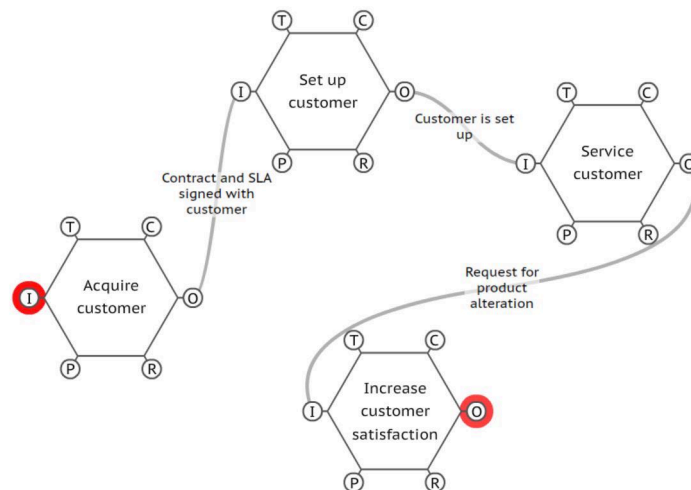 T
C
Set up
customer
I
O
P
R
Customer is set
up
T
C
Service
customer
I
O
P
R
Contract and SLA
signed with
customer
T
C
Acquire
customer
I
O
P
R
Request for
product
alteration
T
C
Increase
customer
satisfaction
I
O
P
R